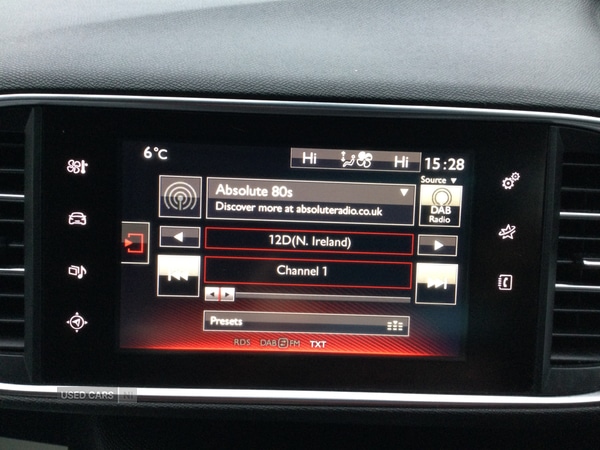 6°C
Hi Hi 15:28
Source
Absolute 80s
Discover more at absoluteradio.co.uk
DAB
Radio
12D(N. Ireland)
Channel 1
Presets
RDS DAB FM TXT
USED CARS NI